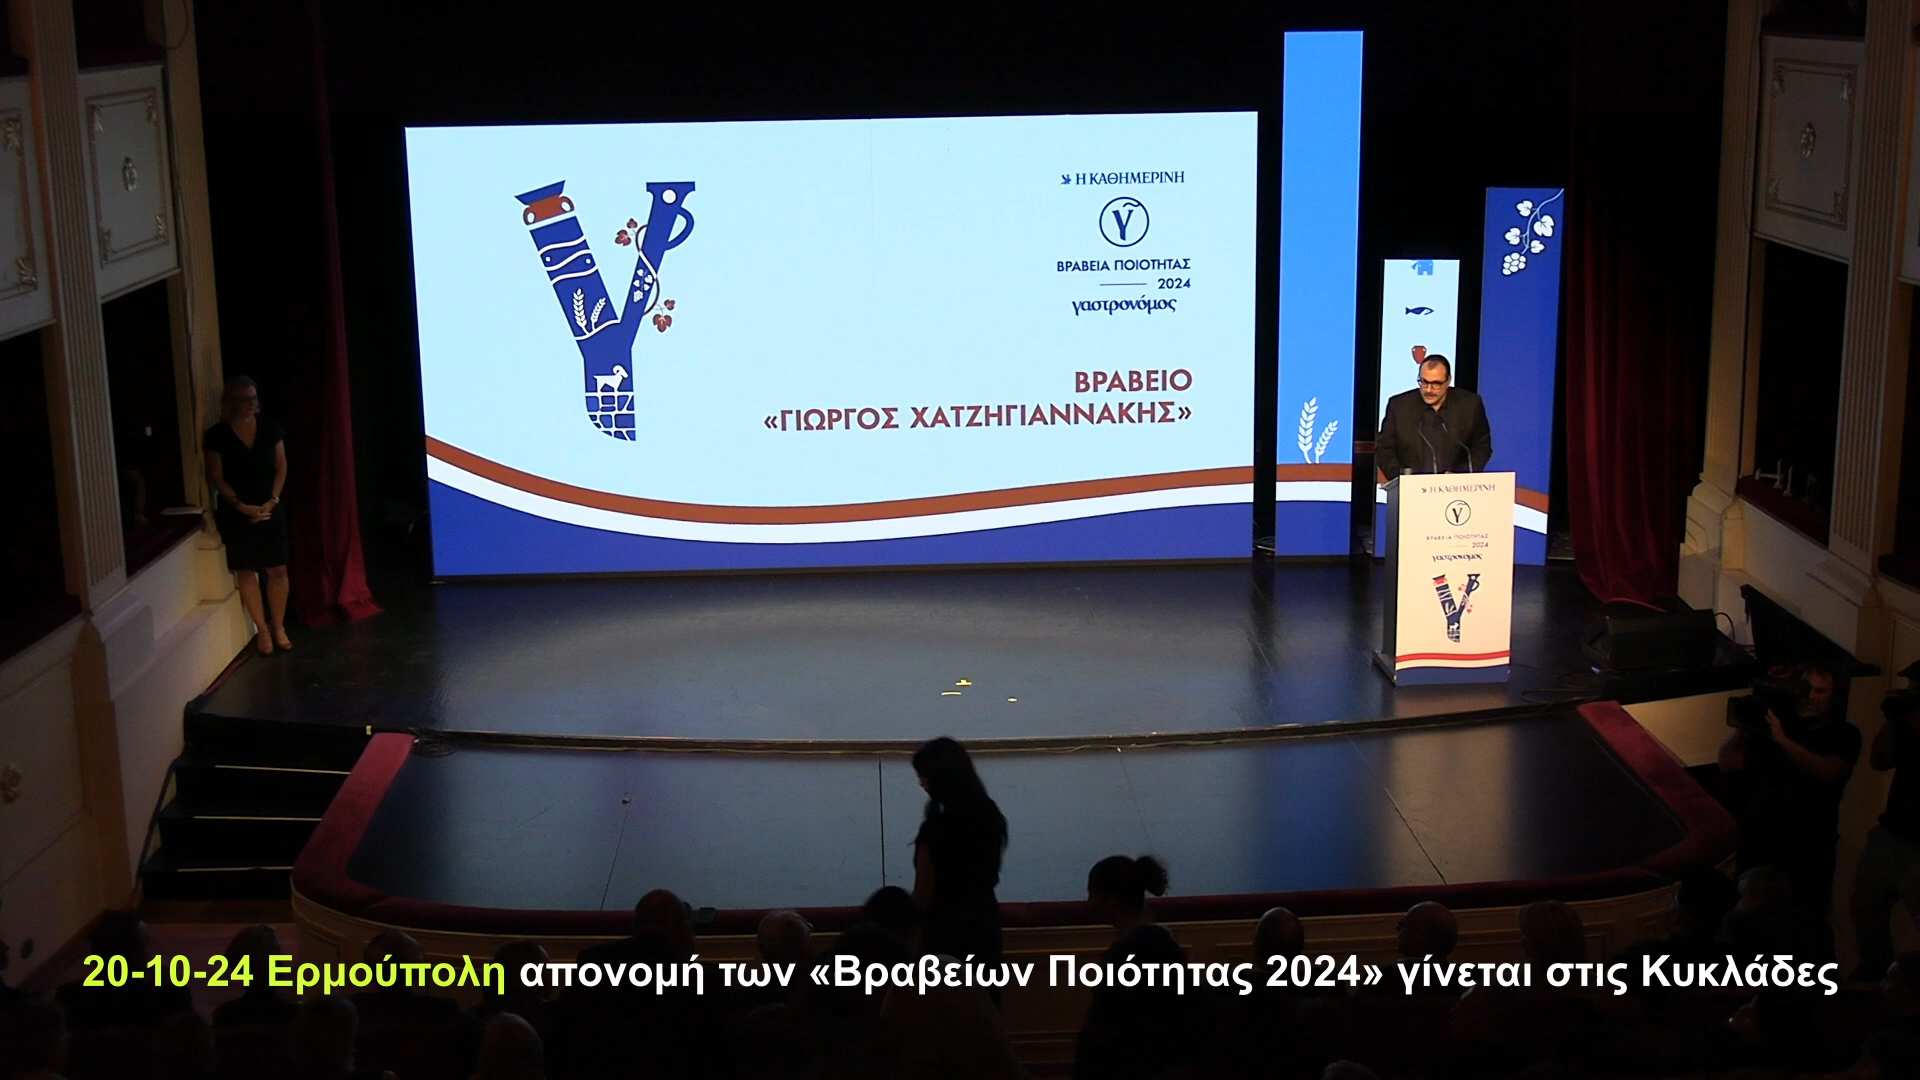 Η ΚΑΘΗΜΕΡΙΝΗ
γ
ΒΡΑΒΕΙΑ ΠΟΙΟΤΗΤΑΣ
2024
γαστρονόμος
ΒΡΑΒΕΙΟ
«ΓΙΩΡΓΟΣ ΧΑΤΖΗΓΙΑΝΝΑΚΗΣ»
Η ΚΑΘΗΜΕΡΙΝΗ
γ
ΒΡΑΒΕΙΑ ΠΟΙΟΤΗΤΑΣ
2024
γαστρονόμος
20-10-24 Ερμούπολη απονομή των «Βραβείων Ποιότητας 2024» γίνεται στις Κυκλάδες